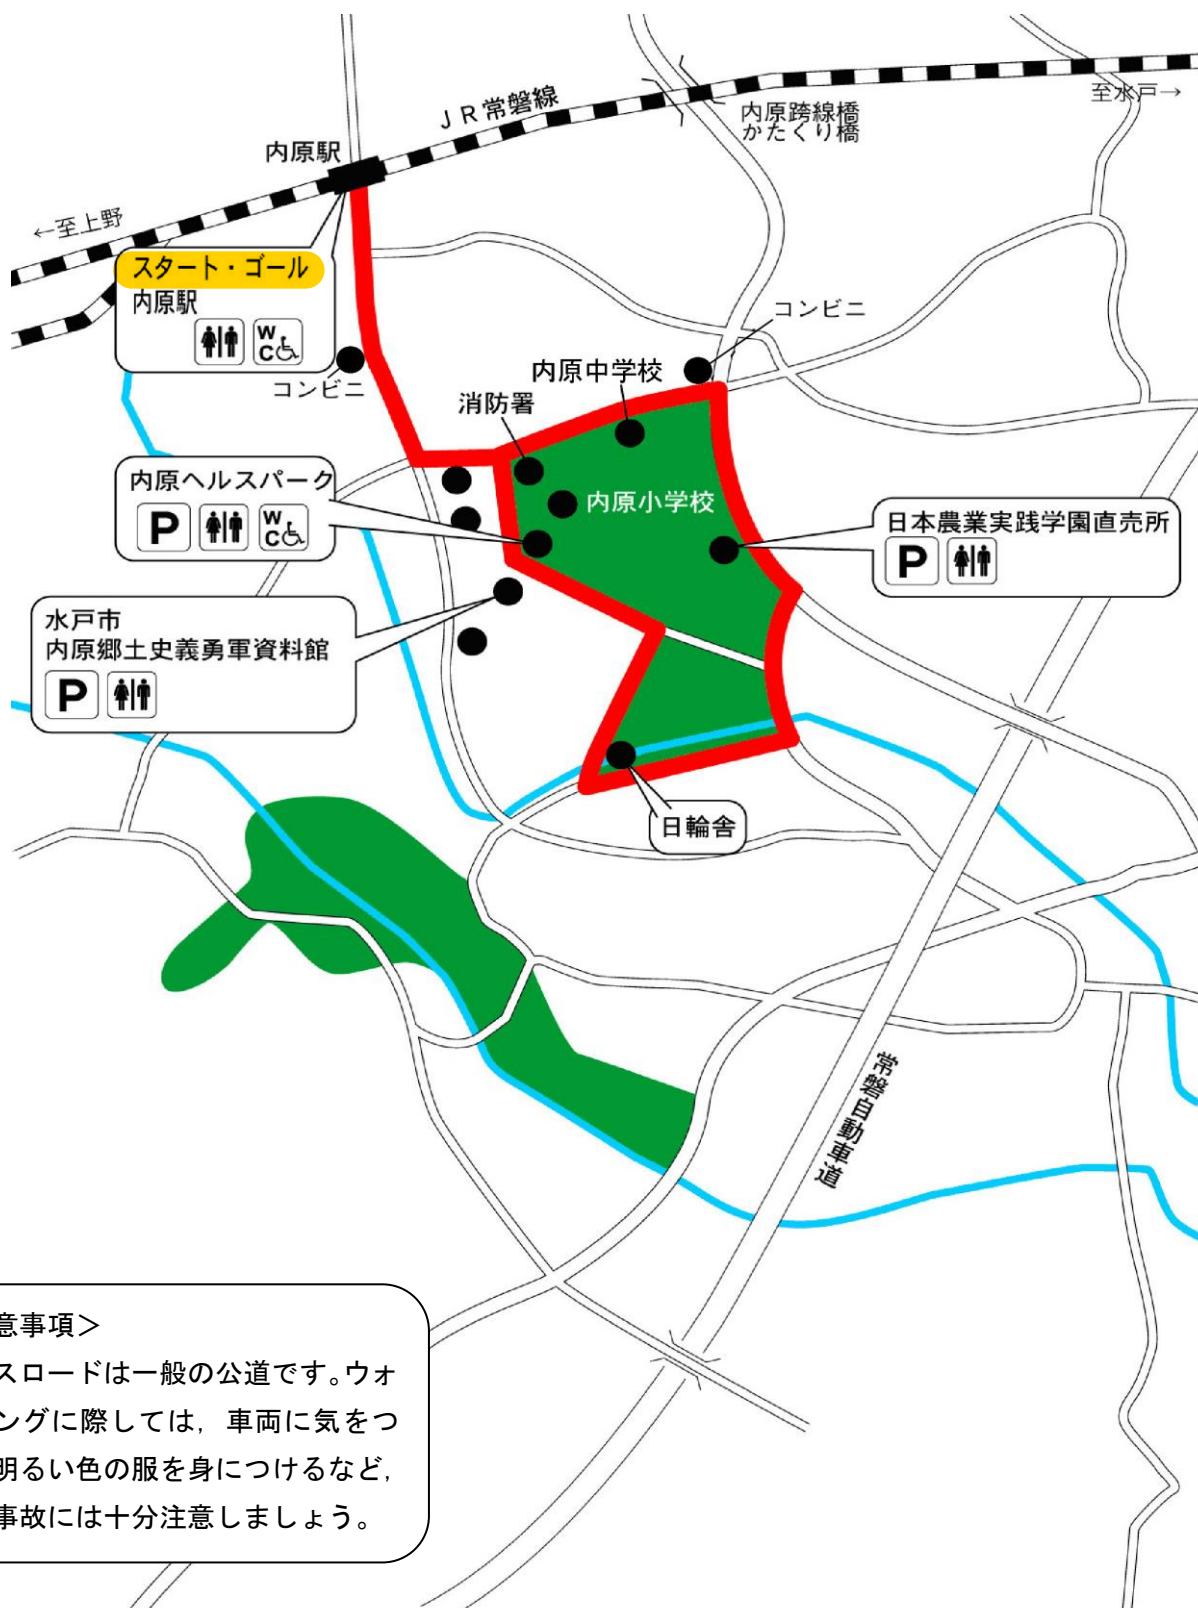 JR常磐線
至水戸→
内原跨線橋
かたくり橋
内原駅
←至上野
スタート・ゴール
内原駅
WC
コンビニ
コンビニ
内原中学校
消防署
内原ヘルスパーク
P
WC
内原小学校
日本農業実践学園直売所
P
水戸市
内原郷土史義勇軍資料館
P
日輪舎
常磐自動車道
意事項>
スロードは一般の公道です。ウォ
ングに際しては,車両に気をつ
明るい色の服を身につけるなど,
事故には十分注意しましょう。